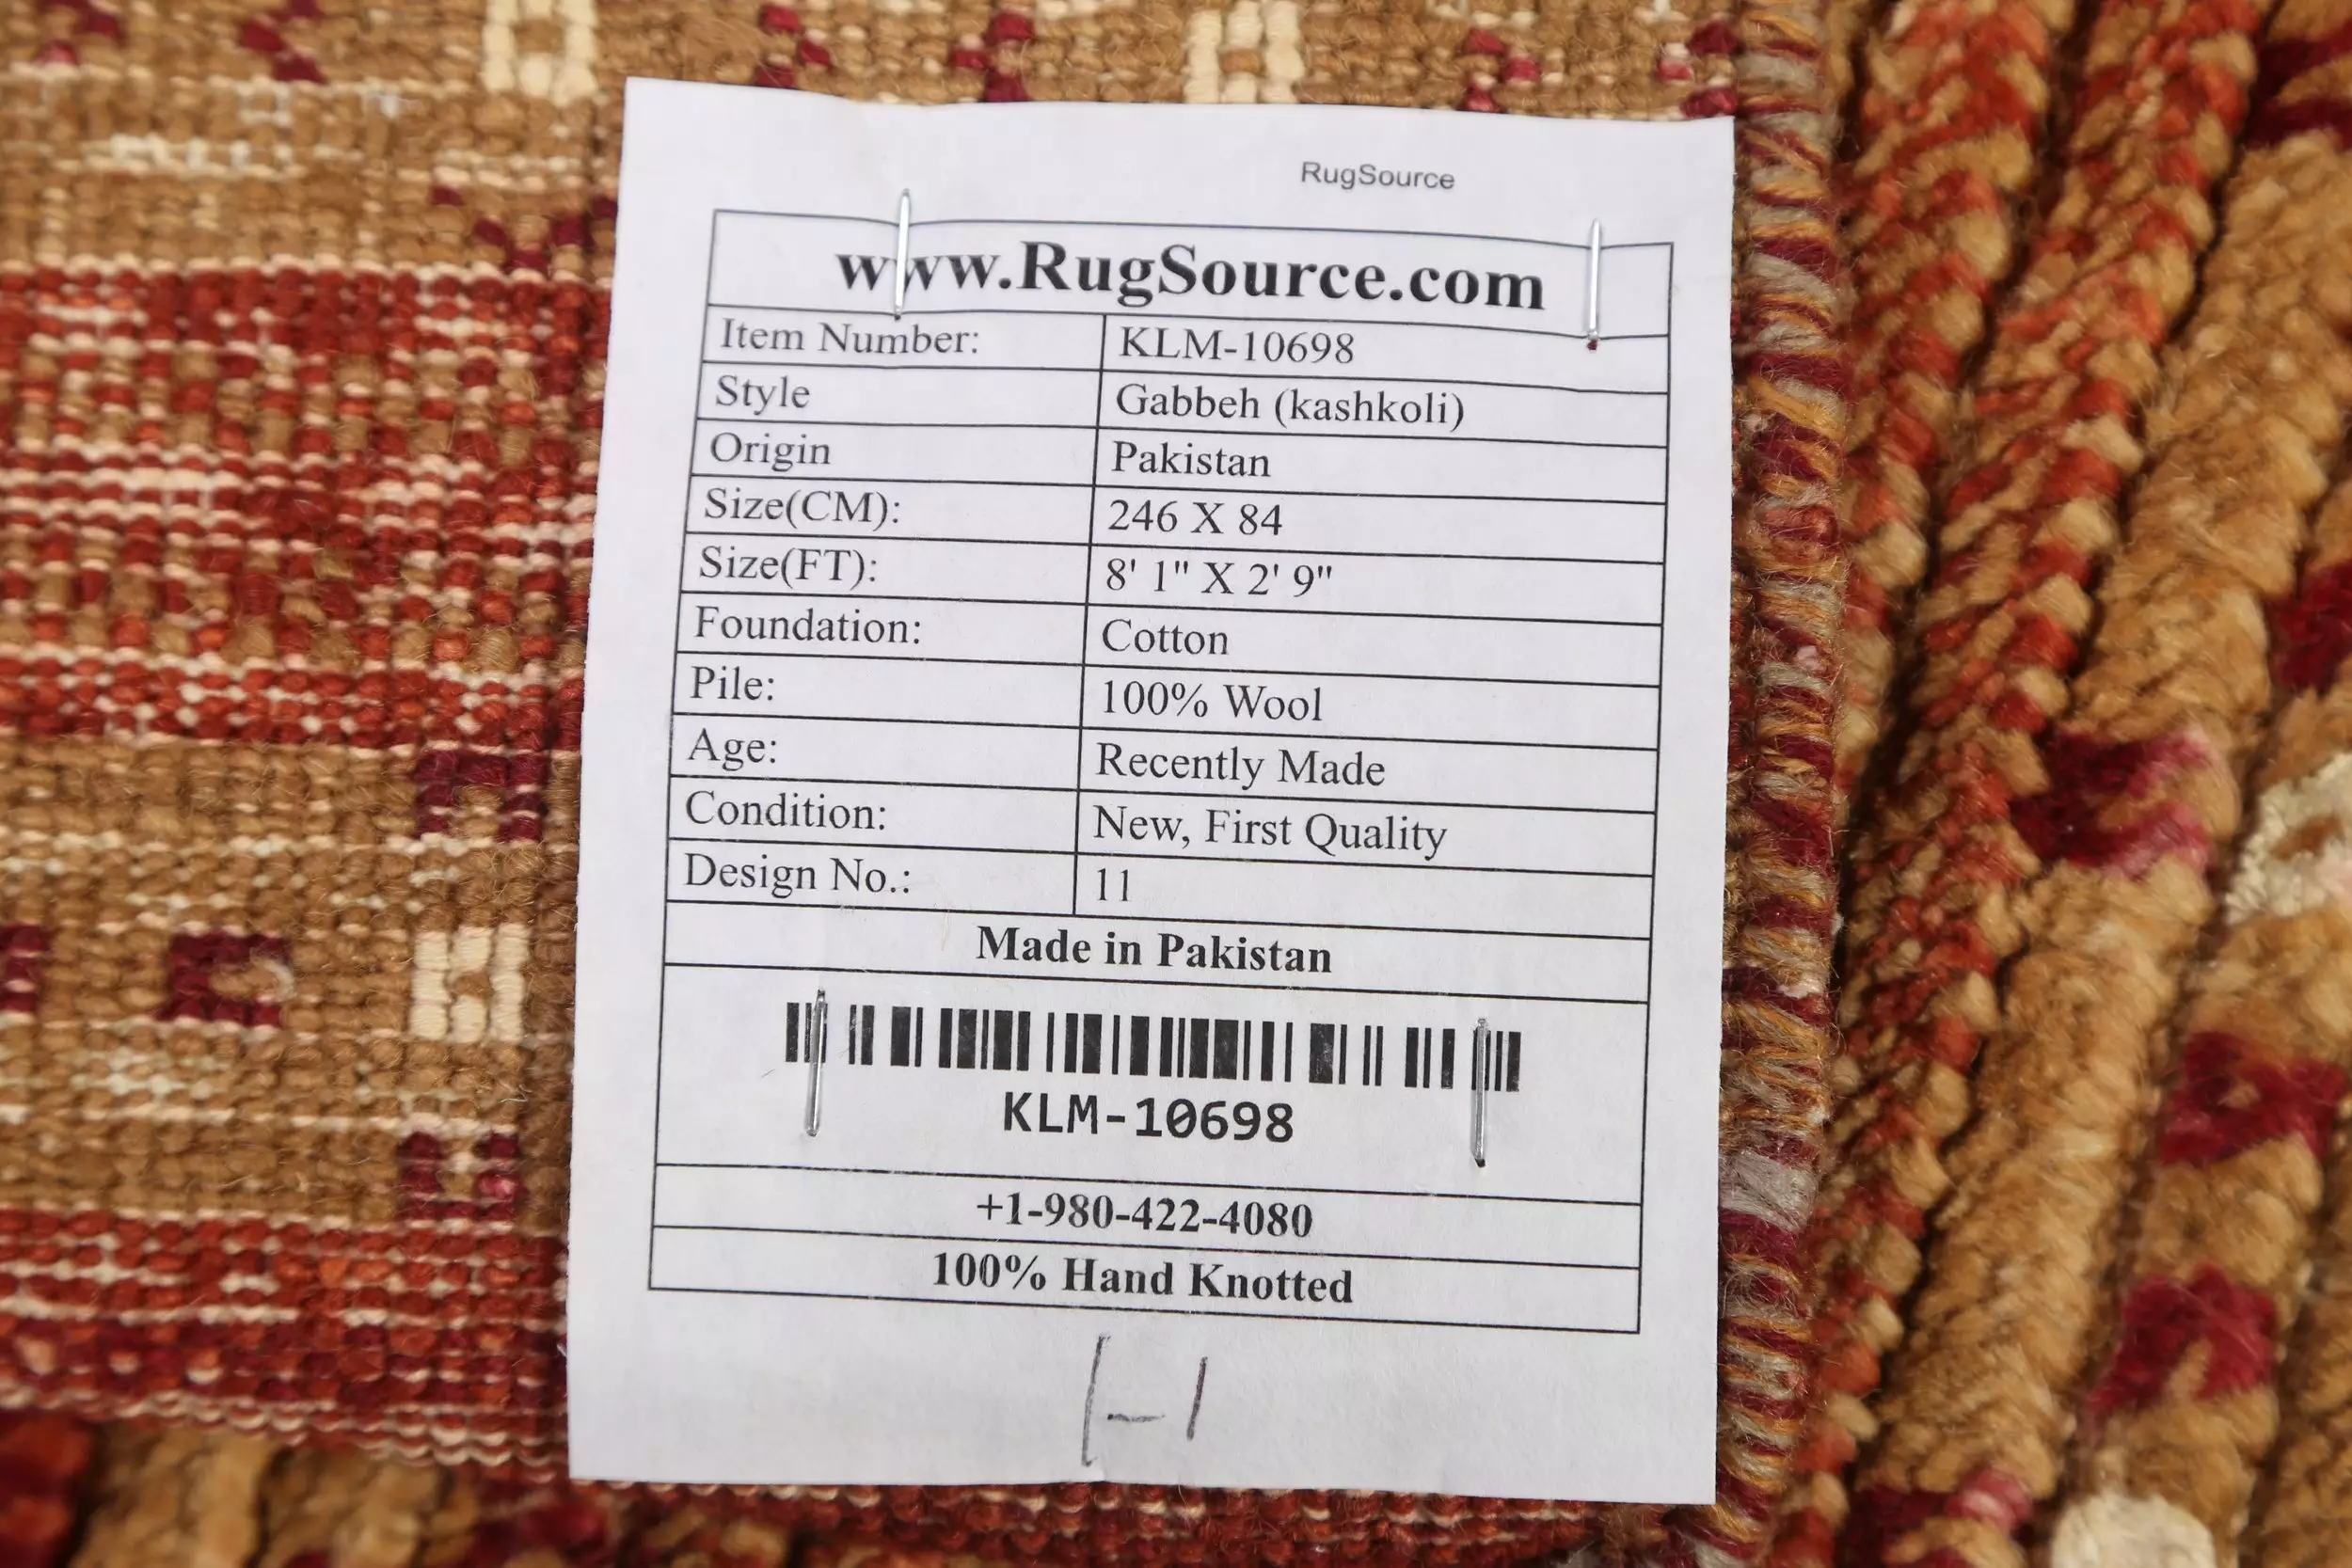 RugSource
www.RugSource.com
Item Number: KLM-10698
Style Gabbeh (kashkoli)
Origin Pakistan
Size(CM): 246 X 84
Size(FT): 8' 1" X 2' 9"
Foundation: Cotton
Pile: 100% Wool
Age: Recently Made
Condition: New, First Quality
Design No.: 11
Made in Pakistan
KLM-10698
+1-980-422-4080
100% Hand Knotted
1-1